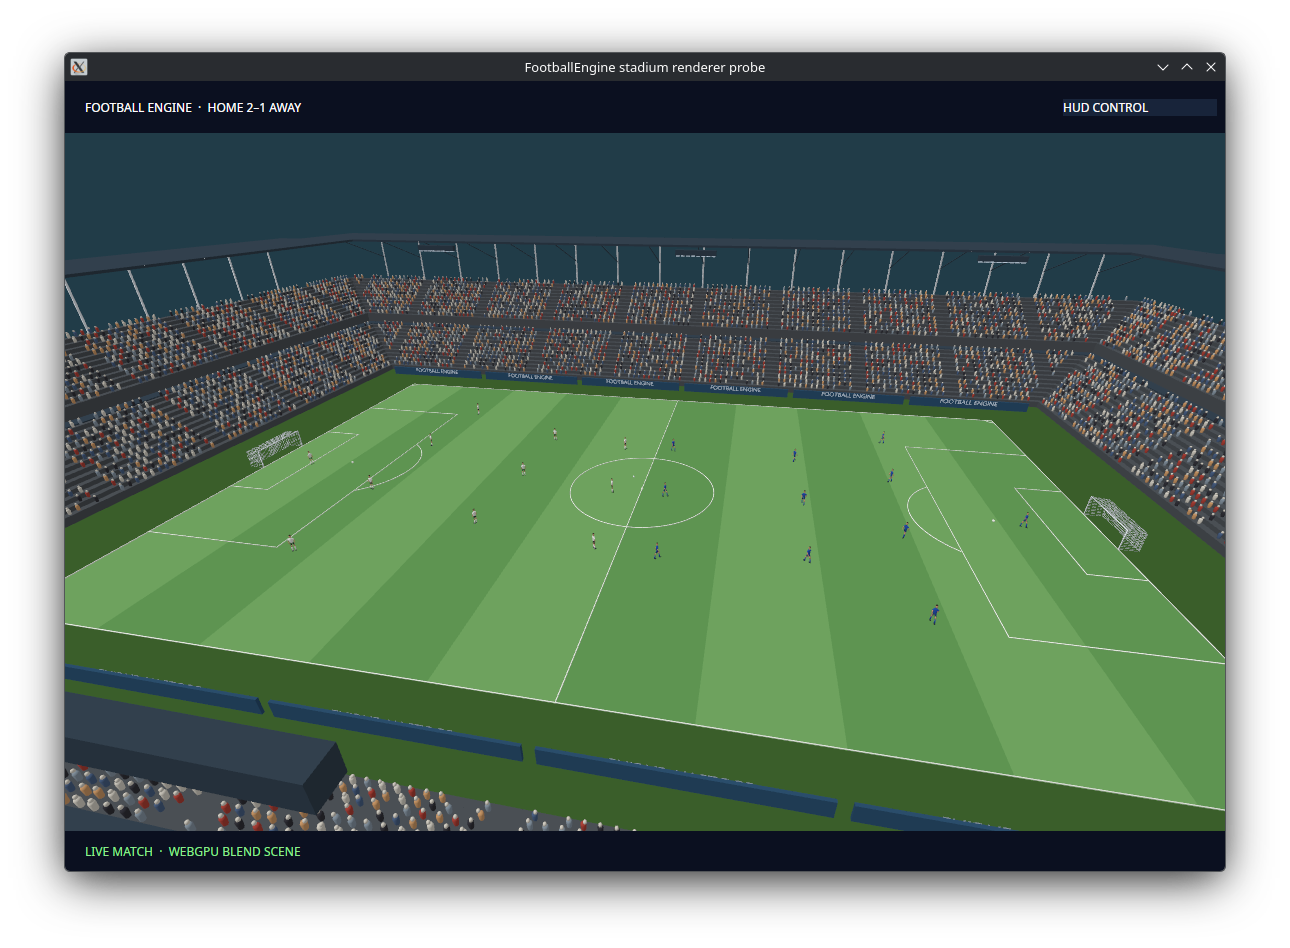 FootballEngine stadium renderer probe
FOOTBALL ENGINE · HOME 2–1 AWAY
HUD CONTROL
FOOTBALL ENGINE
FOOTBALL ENGINE
FOOTBALL ENGINE
FOOTBALL ENGINE
FOOTBALL ENGINE
FOOTBALL ENGINE
LIVE MATCH · WEBGPU BLEND SCENE